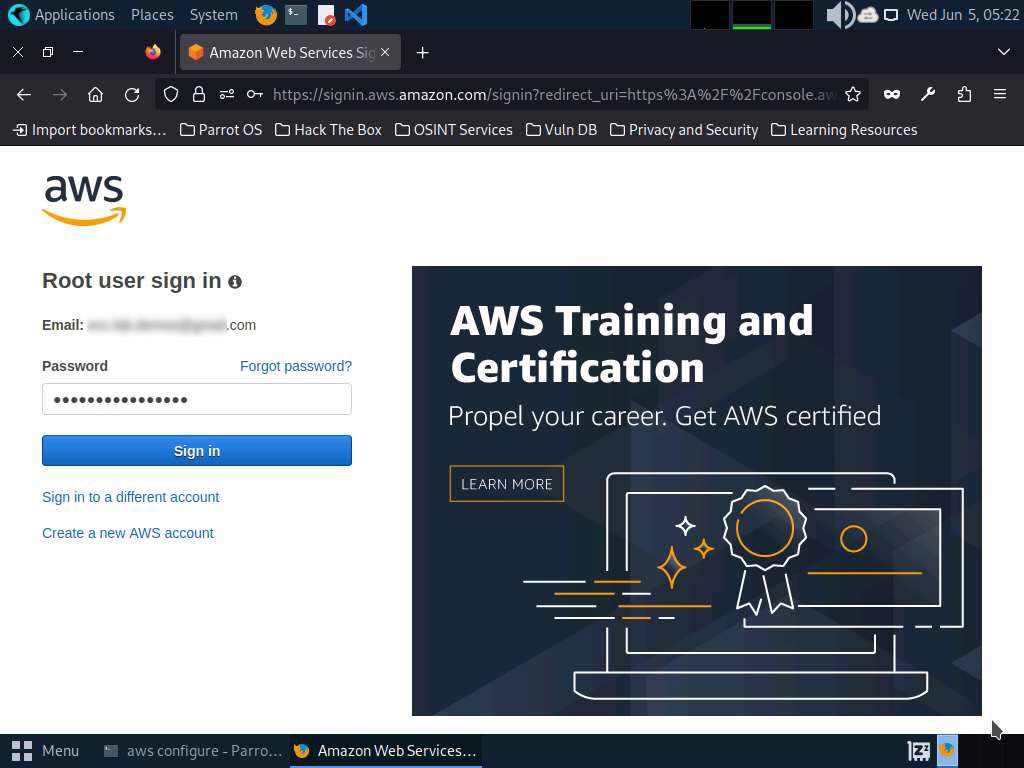 Applications Places System Wed Jun 5, 05:22
Amazon Web Services Sig
https://signin.aws.amazon.com/signin?redirect_uri=https%3A%2F%2Fconsole.aw
Import bookmarks… Parrot OS Hack The Box OSINT Services Vuln DB Privacy and Security Learning Resources
aws
Root user sign in
Email: .com
Password Forgot password?
Sign in
Sign in to a different account
Create a new AWS account
AWS Training and
Certification
Propel your career. Get AWS certified
LEARN MORE
Menu aws configure - Parro… Amazon Web Services…